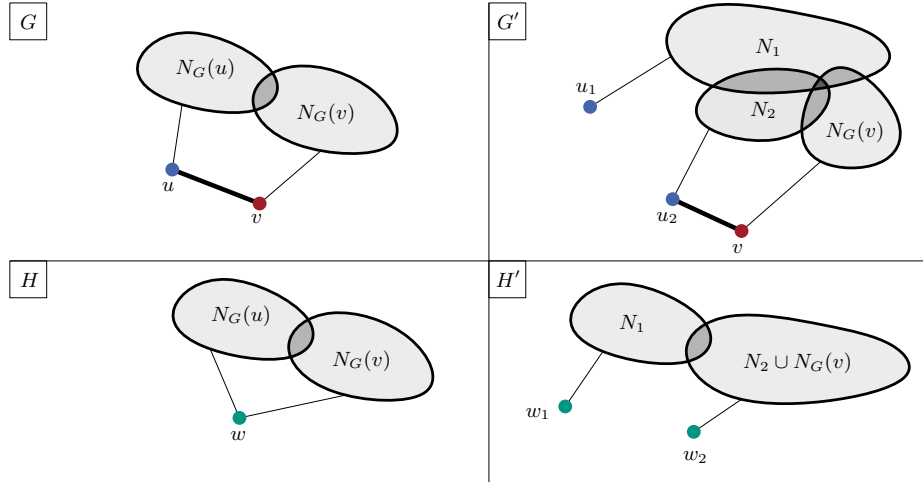 G
N_G(u)
N_G(v)
u
v
G′
N_1
u_1
N_2
N_G(v)
u_2
v
H
N_G(u)
N_G(v)
w
H′
N_1
N_2 ∪ N_G(v)
w_1
w_2